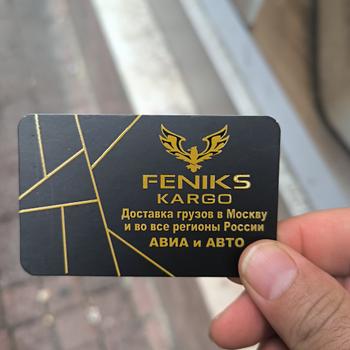 FENIKS
KARGO
Доставка грузов в Москву
и во все регионы России
АВИА и АВТО